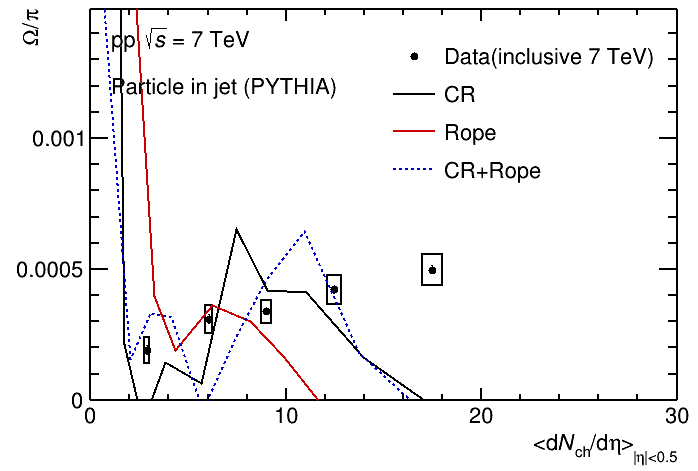 Ω/π
pp √s = 7 TeV
Particle in jet (PYTHIA)
Data(inclusive 7 TeV)
CR
Rope
CR+Rope
0.001
0.0005
0
0 10 20 30
<dN_ch/dη>_|η|<0.5